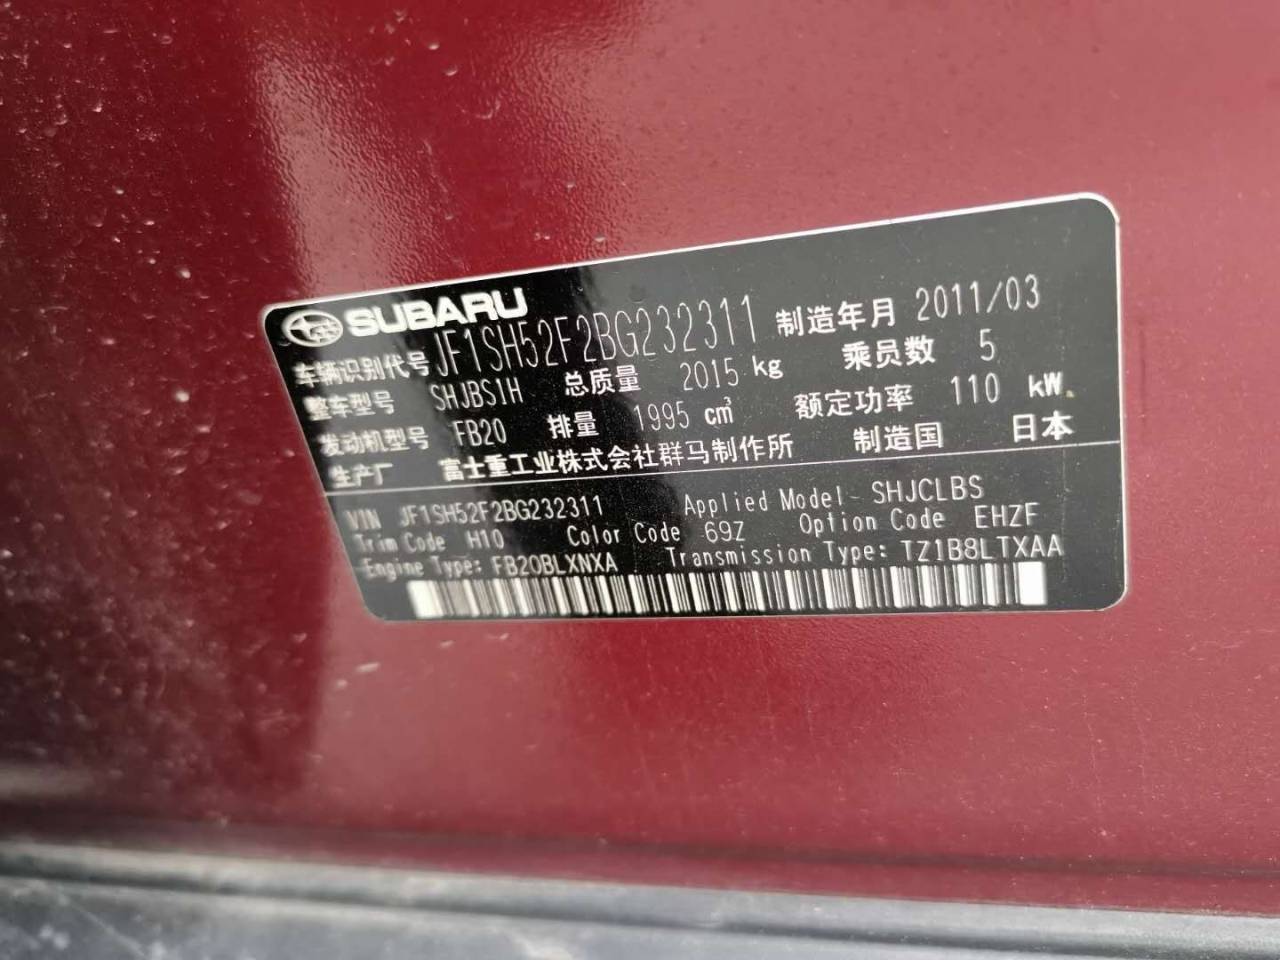 SUBARU
车辆识别代号 JF1SH52F2BG232311 制造年月 2011/03
整车型号 SHJBS1H 总质量 2015 kg 乘员数 5
发动机型号 FB20 排量 1995 cm³ 额定功率 110 kW
生产厂 富士重工业株式会社群马制作所 制造国 日本
VIN JF1SH52F2BG232311 Applied Model SHJCLBS
Trim Code H10 Color Code 69Z Option Code EHZF
Engine Type: FB20BLXNXA Transmission Type: TZ1B8LTXAA